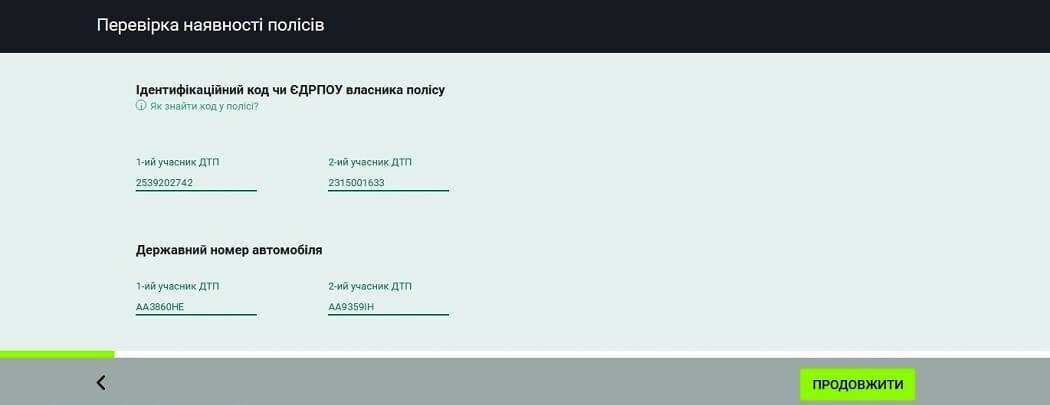 Перевірка наявності полісів
Ідентифікаційний код чи ЄДРПОУ власника полісу
Як знайти код у полісі?
1-ий учасник ДТП 2-ий учасник ДТП
2539202742 2315001633
Державний номер автомобіля
1-ий учасник ДТП 2-ий учасник ДТП
АА3860НЕ АА9359ІН
ПРОДОВЖИТИ